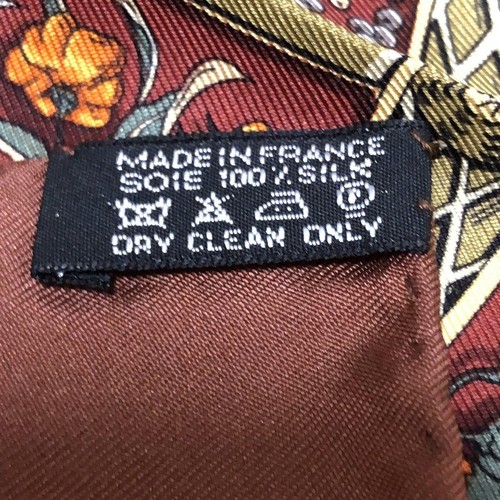 MADE IN FRANCE
SOIE 100% SILK
P
DRY CLEAN ONLY